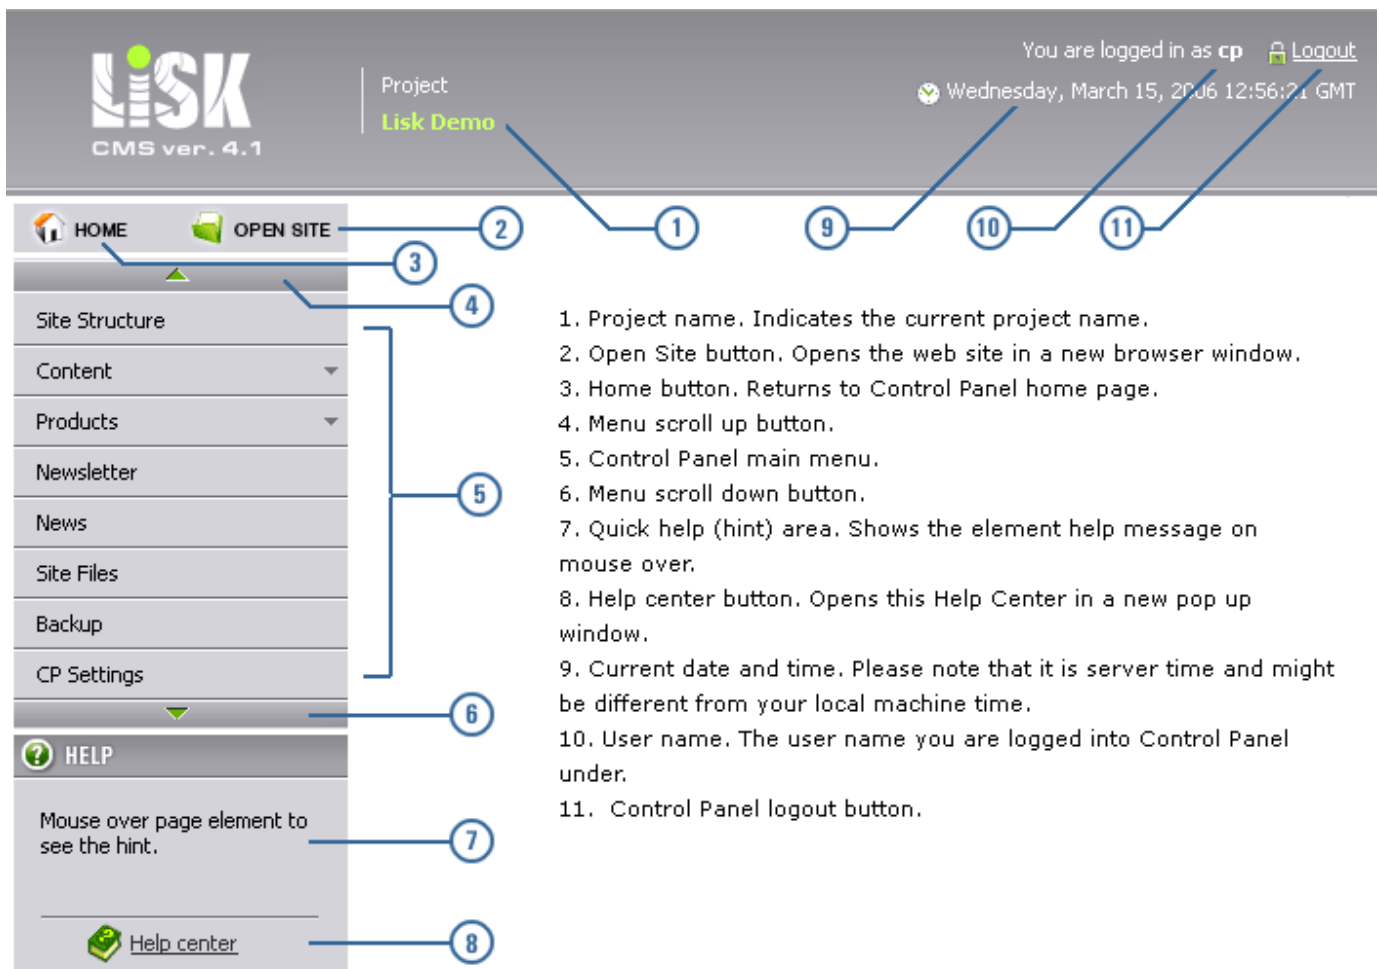 LiSK
CMS ver. 4.1
Project
Lisk Demo
You are logged in as cp Logout
Wednesday, March 15, 2006 12:56:21 GMT
HOME OPEN SITE
2
1
9
10
11
3
4
Site Structure
Content
Products
Newsletter
News
Site Files
Backup
CP Settings
5
6
HELP
Mouse over page element to
see the hint.
7
Help center
8
1. Project name. Indicates the current project name.
2. Open Site button. Opens the web site in a new browser window.
3. Home button. Returns to Control Panel home page.
4. Menu scroll up button.
5. Control Panel main menu.
6. Menu scroll down button.
7. Quick help (hint) area. Shows the element help message on
mouse over.
8. Help center button. Opens this Help Center in a new pop up
window.
9. Current date and time. Please note that it is server time and might
be different from your local machine time.
10. User name. The user name you are logged into Control Panel
under.
11. Control Panel logout button.